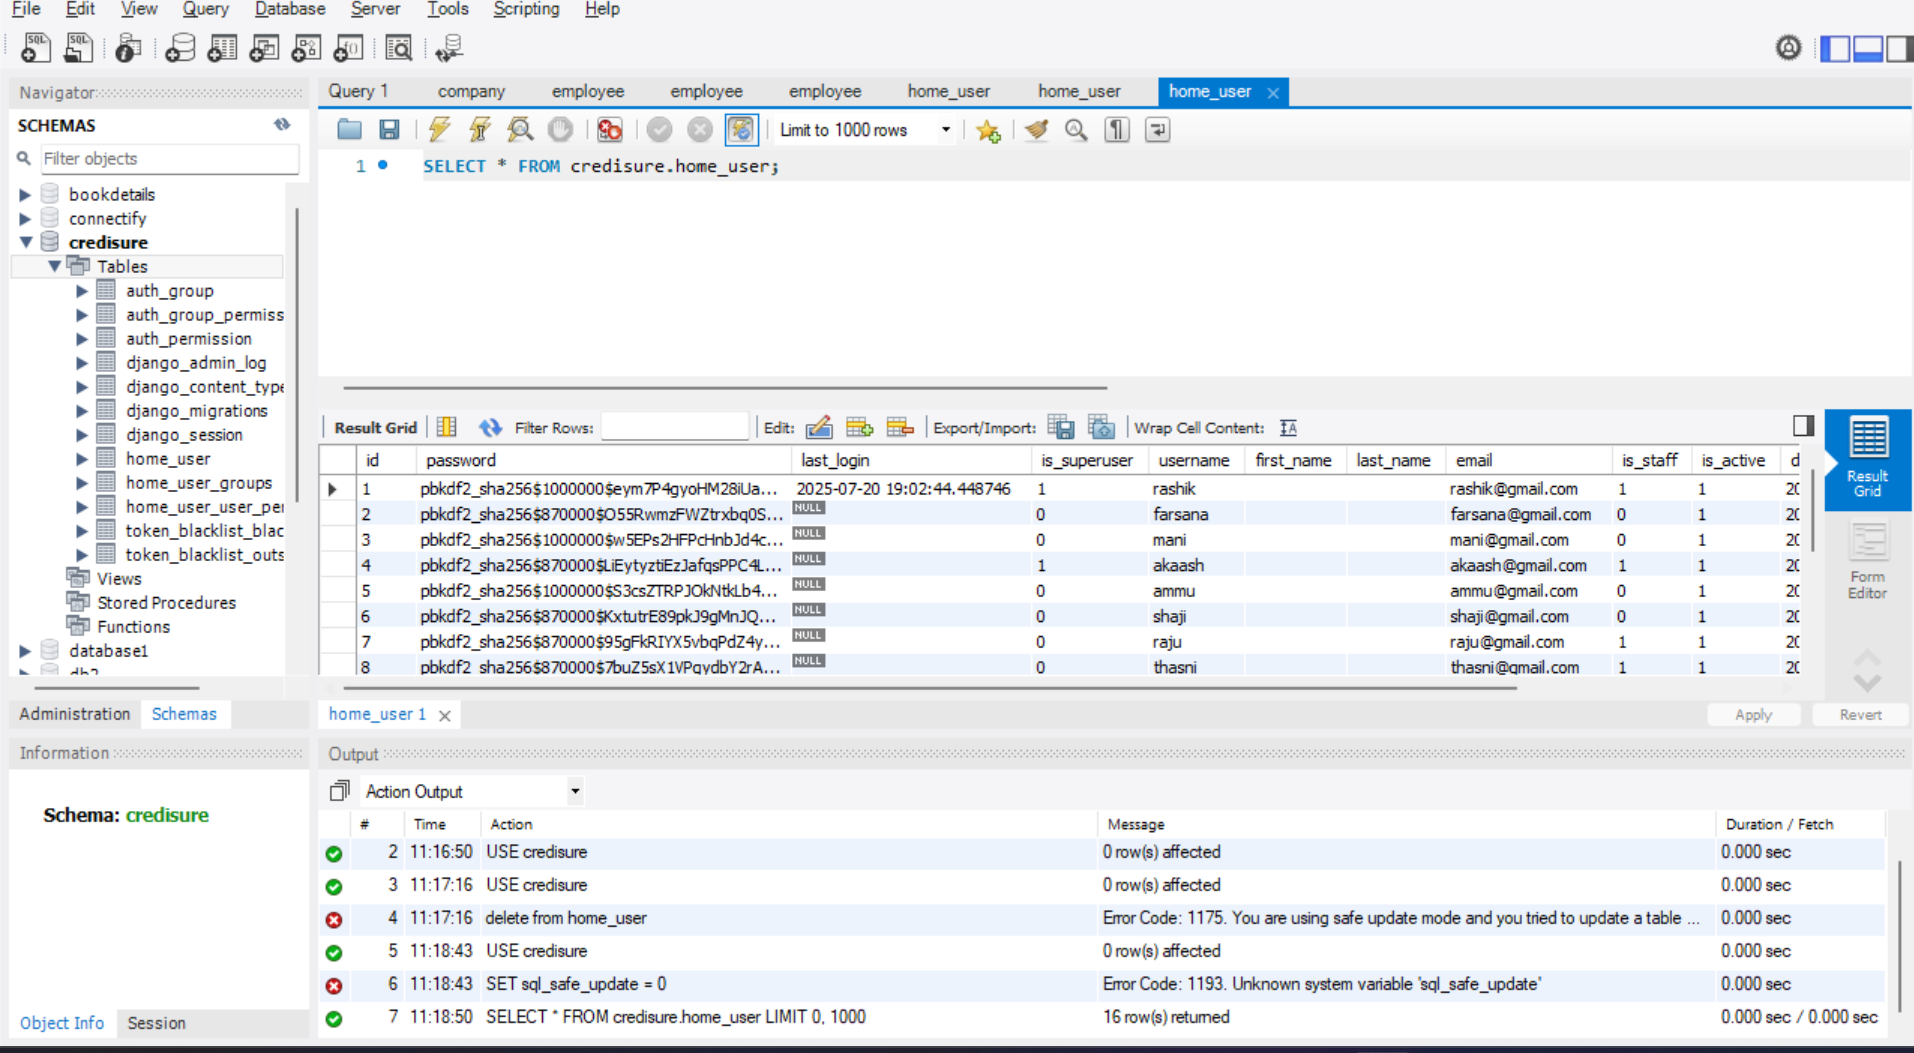 File Edit View Query Database Server Tools Scripting Help
Navigator
SCHEMAS
Filter objects
bookdetails
connectify
credisure
Tables
auth_group
auth_group_permiss
auth_permission
django_admin_log
django_content_type
django_migrations
django_session
home_user
home_user_groups
home_user_user_per
token_blacklist_blac
token_blacklist_outs
Views
Stored Procedures
Functions
database1
db2
Administration Schemas
Information
Schema: credisure
Object Info Session
Query 1 company employee employee employee home_user home_user home_user
Limit to 1000 rows
1 SELECT * FROM credisure.home_user;
Result Grid Filter Rows: Edit: Export/Import: Wrap Cell Content:
id password last_login is_superuser username first_name last_name email is_staff is_active d
1 pbkdf2_sha256$1000000$eym7P4gyoHM28iUa... 2025-07-20 19:02:44.448746 1 rashik rashik@gmail.com 1 1 20
2 pbkdf2_sha256$870000$O55RwmzFWZtrxbq0S... NULL 0 farsana farsana@gmail.com 0 1 20
3 pbkdf2_sha256$1000000$w5EPs2HFPcHnbJd4c... NULL 0 mani mani@gmail.com 0 1 20
4 pbkdf2_sha256$870000$LiEytyztiEzJafqsPPC4L... NULL 1 akaash akaash@gmail.com 1 1 20
5 pbkdf2_sha256$1000000$S3csZTRPJOkNtkLb4... NULL 0 ammu ammu@gmail.com 0 1 20
6 pbkdf2_sha256$870000$KxtutrE89pkJ9gMnJQ... NULL 0 shaji shaji@gmail.com 0 1 20
7 pbkdf2_sha256$870000$95gFkRIYX5vbqPdZ4y... NULL 0 raju raju@gmail.com 1 1 20
8 pbkdf2_sha256$870000$7buZ5sX1VPqydbY2rA... NULL 0 thasni thasni@gmail.com 1 1 20
Result Grid
Form Editor
home_user 1 Apply Revert
Output
Action Output
# Time Action Message Duration / Fetch
2 11:16:50 USE credisure 0 row(s) affected 0.000 sec
3 11:17:16 USE credisure 0 row(s) affected 0.000 sec
4 11:17:16 delete from home_user Error Code: 1175. You are using safe update mode and you tried to update a table ... 0.000 sec
5 11:18:43 USE credisure 0 row(s) affected 0.000 sec
6 11:18:43 SET sql_safe_update = 0 Error Code: 1193. Unknown system variable 'sql_safe_update' 0.000 sec
7 11:18:50 SELECT * FROM credisure.home_user LIMIT 0, 1000 16 row(s) returned 0.000 sec / 0.000 sec